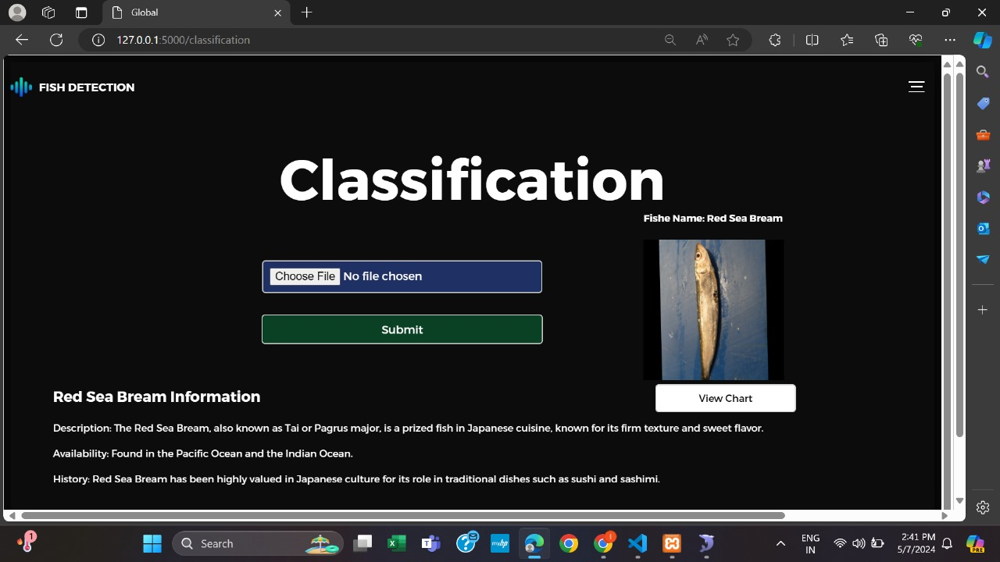 Global
127.0.0.1:5000/classification
FISH DETECTION
Classification
Fishe Name: Red Sea Bream
Choose File No file chosen
Submit
View Chart
Red Sea Bream Information
Description: The Red Sea Bream, also known as Tai or Pagrus major, is a prized fish in Japanese cuisine, known for its firm texture and sweet flavor.
Availability: Found in the Pacific Ocean and the Indian Ocean.
History: Red Sea Bream has been highly valued in Japanese culture for its role in traditional dishes such as sushi and sashimi.
Search
myhp
ENG
IN
2:41 PM
5/7/2024
PRE